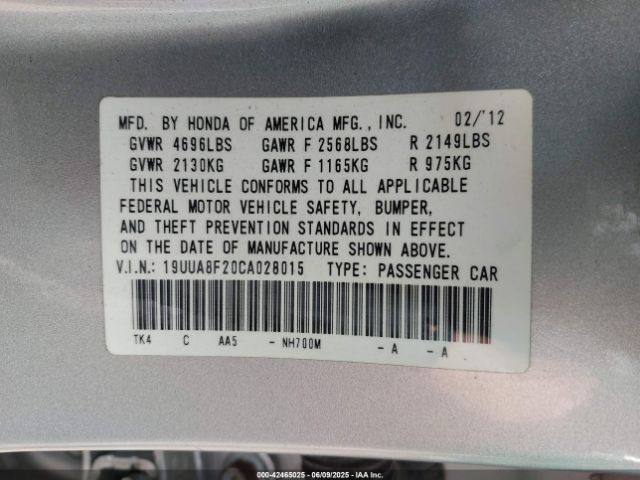 MFD. BY HONDA OF AMERICA MFG., INC. 02/'12
GVWR 4696LBS GAWR F 2568LBS R 2149LBS
GVWR 2130KG GAWR F 1165KG R 975KG
THIS VEHICLE CONFORMS TO ALL APPLICABLE
FEDERAL MOTOR VEHICLE SAFETY, BUMPER,
AND THEFT PREVENTION STANDARDS IN EFFECT
ON THE DATE OF MANUFACTURE SHOWN ABOVE.
V.I.N.: 19UUA8F20CA028015 TYPE: PASSENGER CAR
TK4 C AA5 - NH700M - A - A
000-42465025 - 06/09/2025 - IAA Inc.